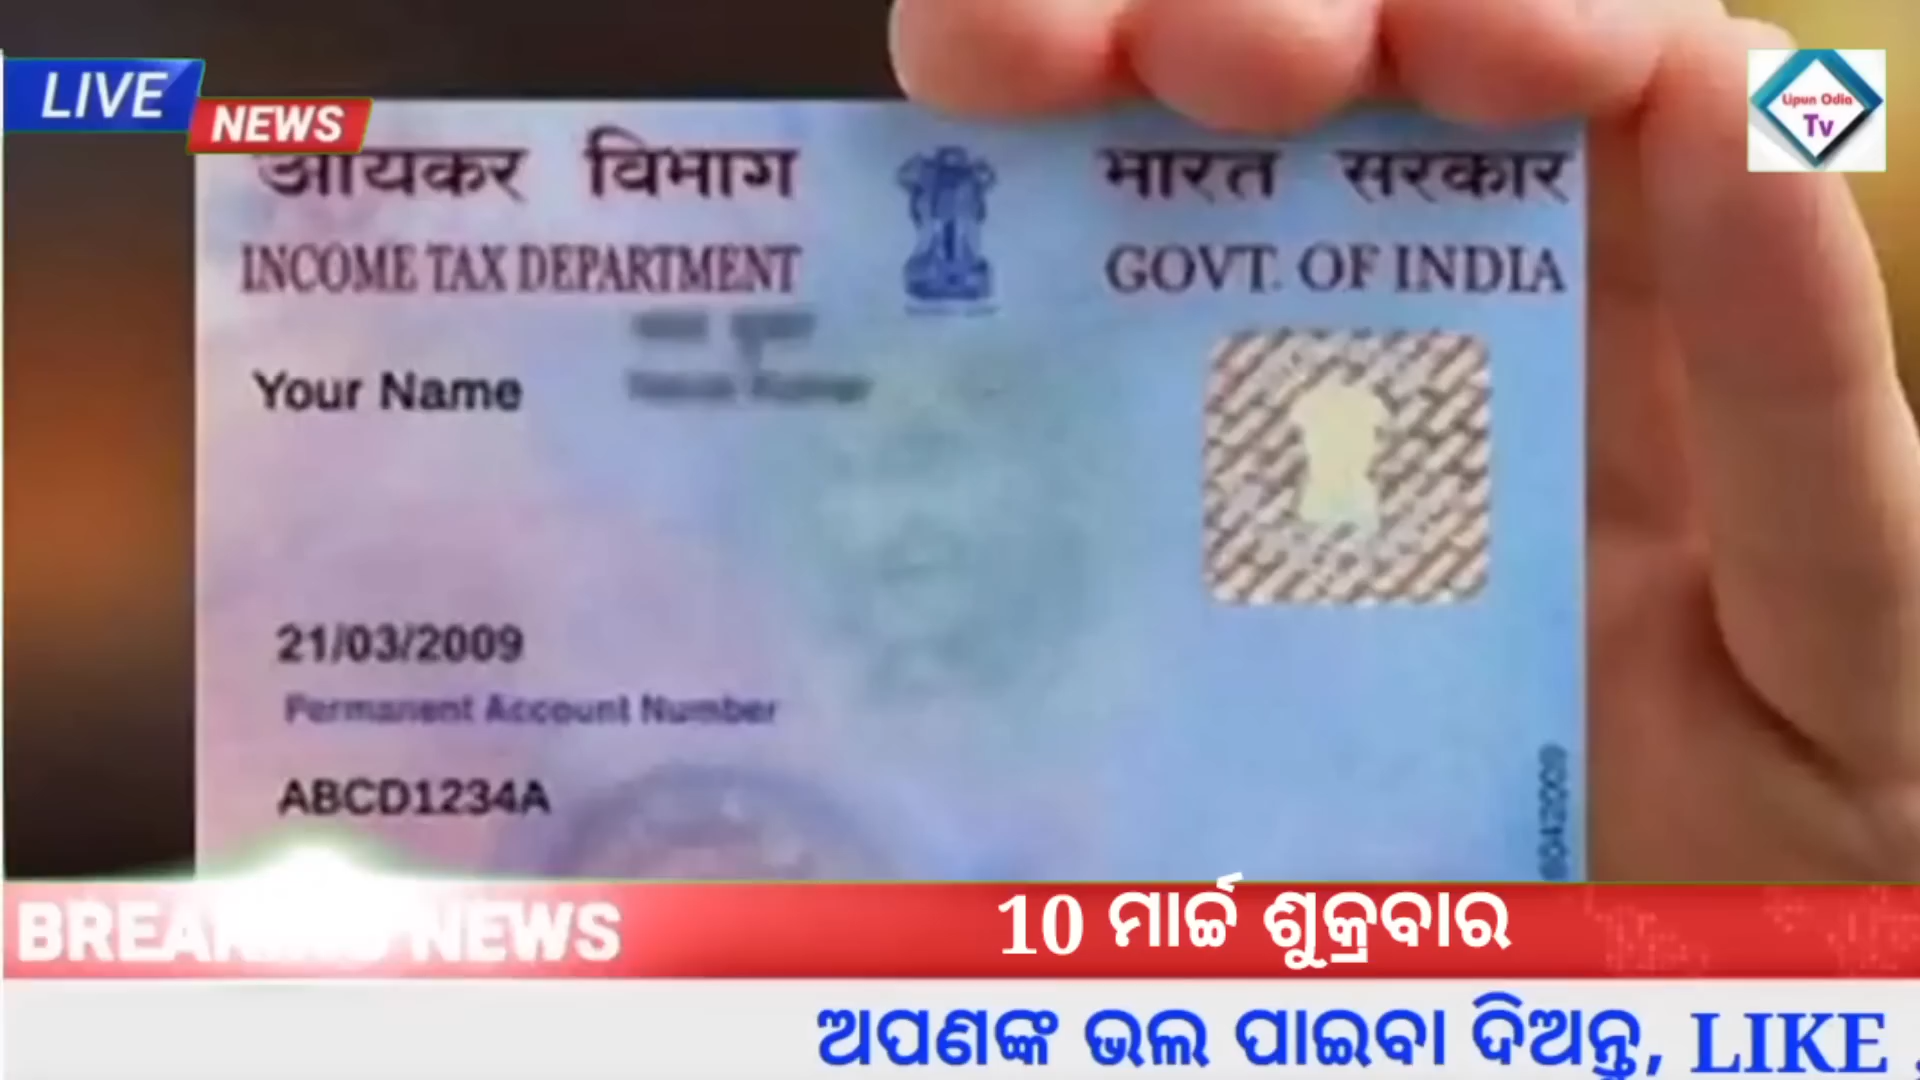 LIVE
NEWS
Lipun Odia
Tv
आयकर विभाग
भारत सरकार
INCOME TAX DEPARTMENT
GOVT. OF INDIA
Your Name
21/03/2009
Permanent Account Number
ABCD1234A
BREAKING NEWS
10 ମାର୍ଚ୍ଚ ଶୁକ୍ରବାର
ଅପଣଙ୍କ ଭଲ ପାଇବା ଦିଅନ୍ତୁ, LIKE ,